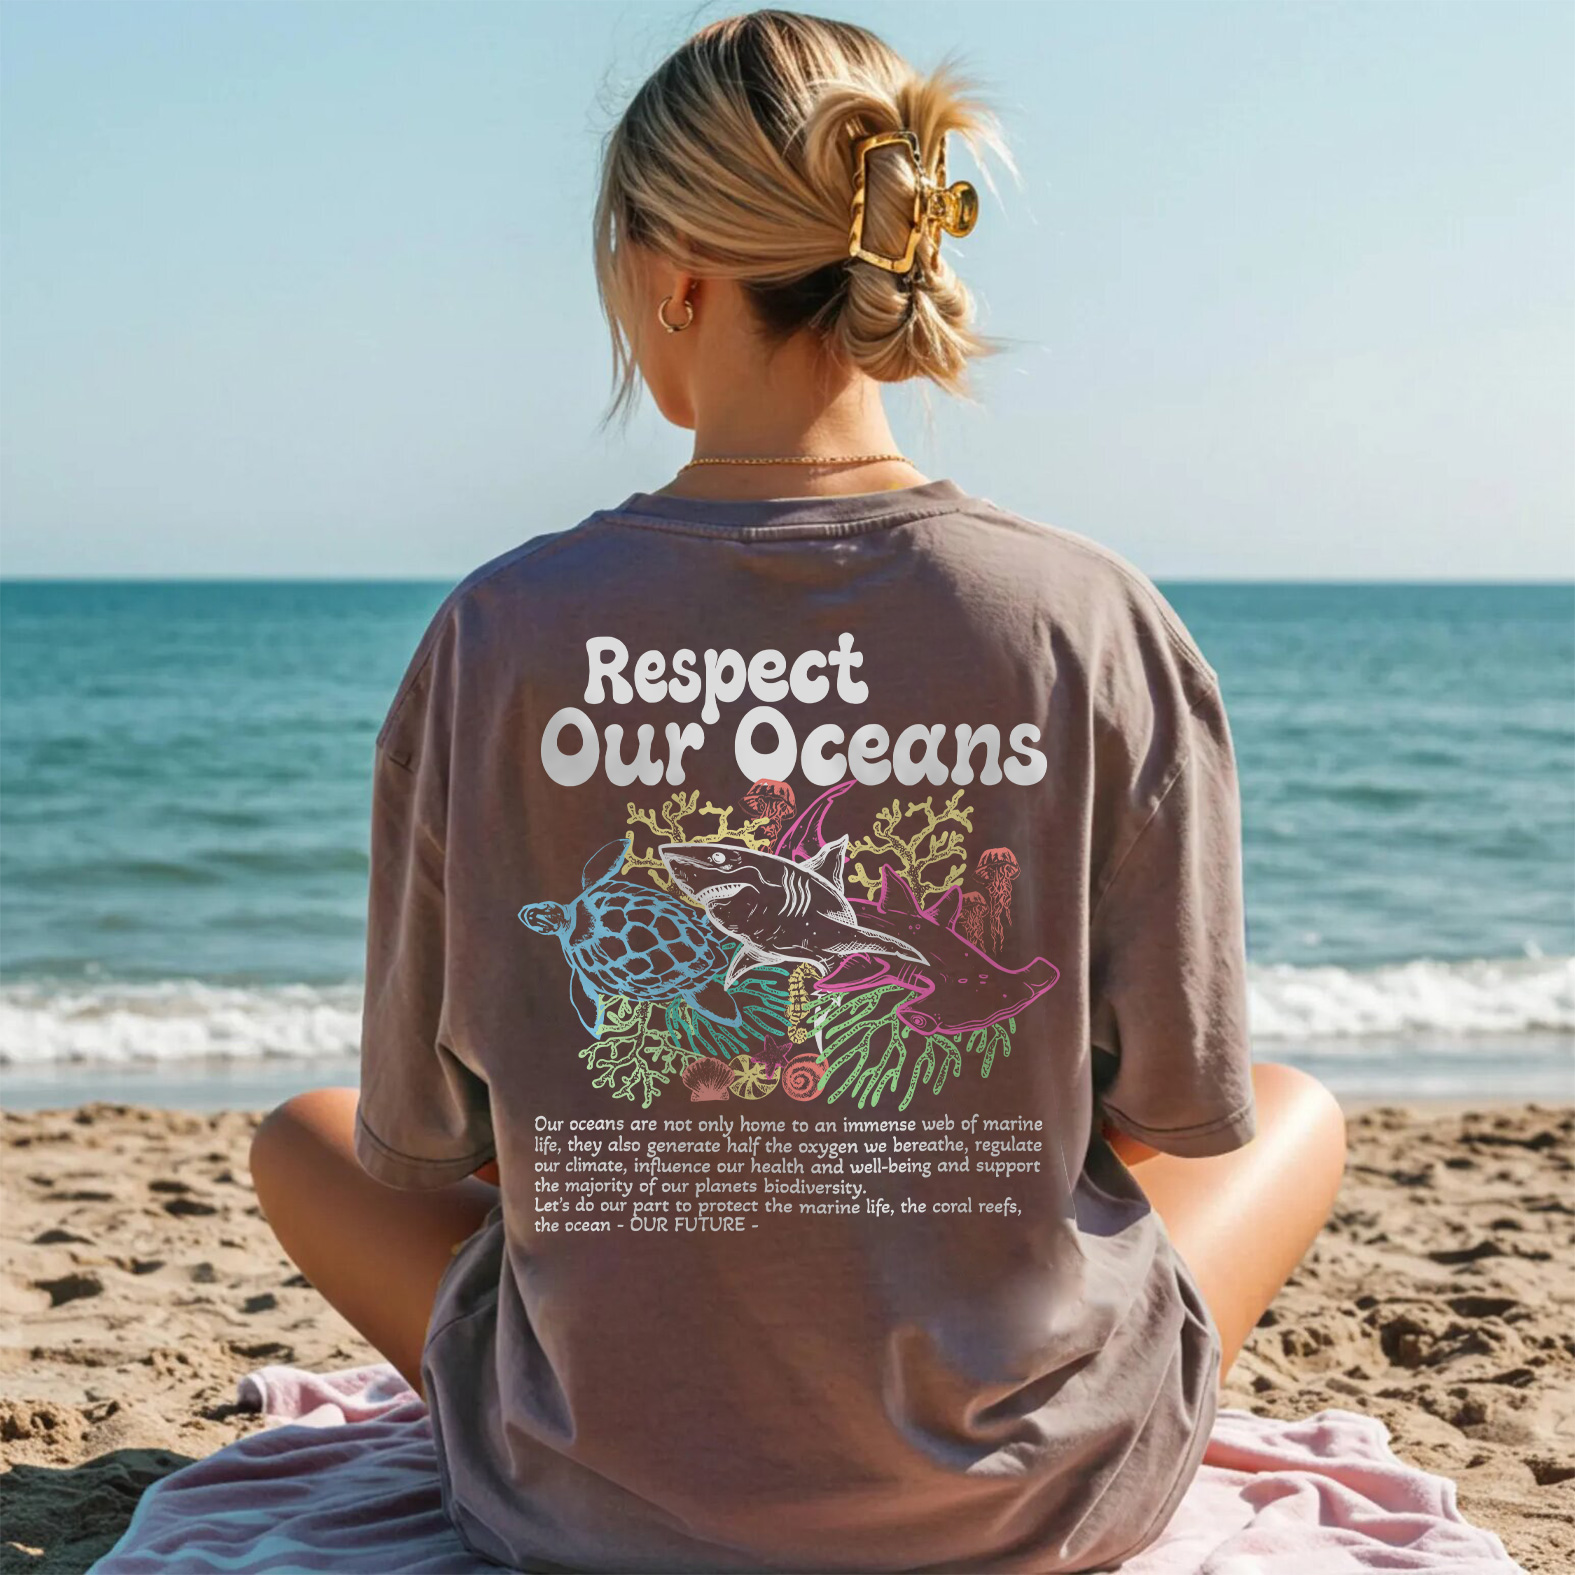 Respect
Our Oceans
Our oceans are not only home to an immense web of marine
life, they also generate half the oxygen we bereathe, regulate
our climate, influence our health and well-being and support
the majority of our planets biodiversity.
Let's do our part to protect the marine life, the coral reefs,
the ocean - OUR FUTURE -